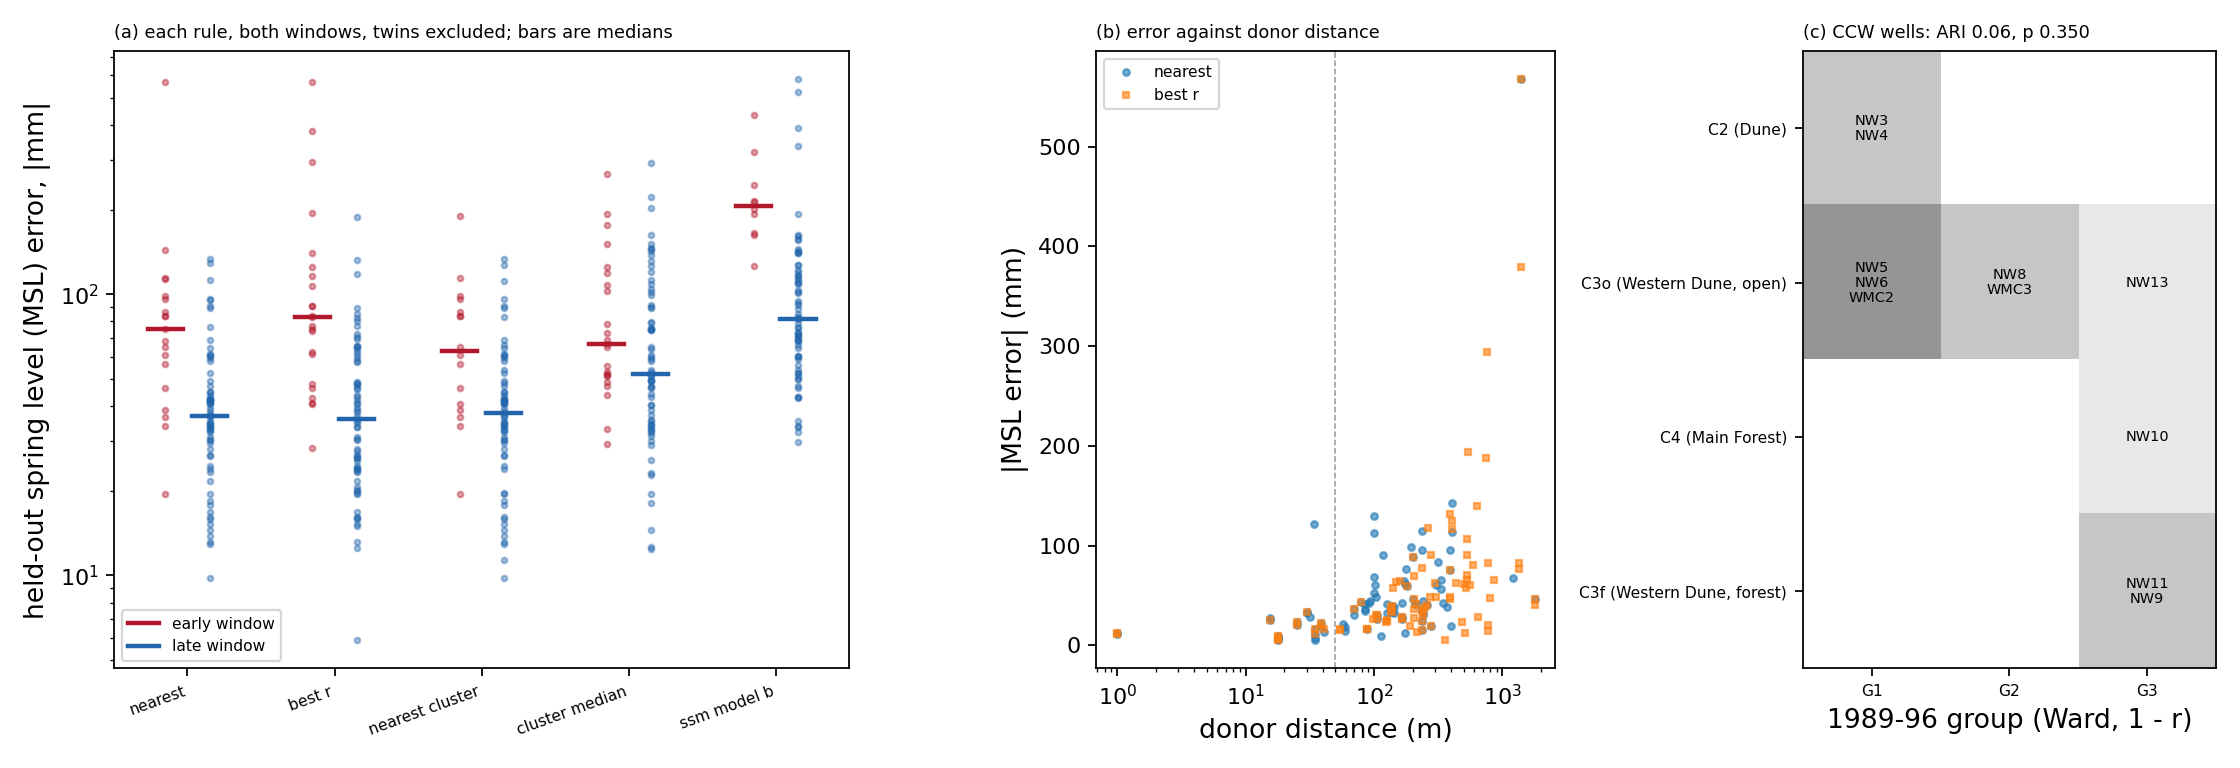 (a) each rule, both windows, twins excluded; bars are medians
held-out spring level (MSL) error, |mm|
10²
10¹
early window
late window
nearest
best r
nearest cluster
cluster median
ssm model b
(b) error against donor distance
nearest
best r
|MSL error| (mm)
500
400
300
200
100
0
10⁰
10¹
10²
10³
donor distance (m)
(c) CCW wells: ARI 0.06, p 0.350
C2 (Dune)
C3o (Western Dune, open)
C4 (Main Forest)
C3f (Western Dune, forest)
NW3
NW4
NW5
NW6
WMC2
NW8
WMC3
NW13
NW10
NW11
NW9
G1
G2
G3
1989-96 group (Ward, 1 - r)